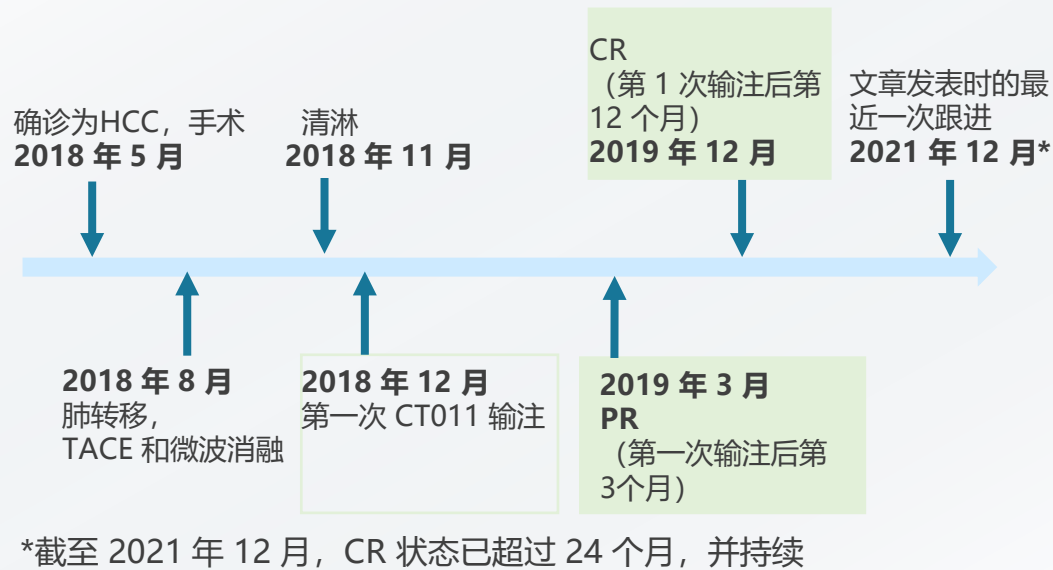 确诊为HCC，手术
2018 年 5 月
清淋
2018 年 11 月
CR
（第 1 次输注后第
12 个月）
2019 年 12 月
文章发表时的最
近一次跟进
2021 年 12 月*
2018 年 8 月
肺转移，
TACE 和微波消融
2018 年 12 月
第一次 CT011 输注
2019 年 3 月
PR
（第一次输注后第
3个月）
*截至 2021 年 12 月，CR 状态已超过 24 个月，并持续